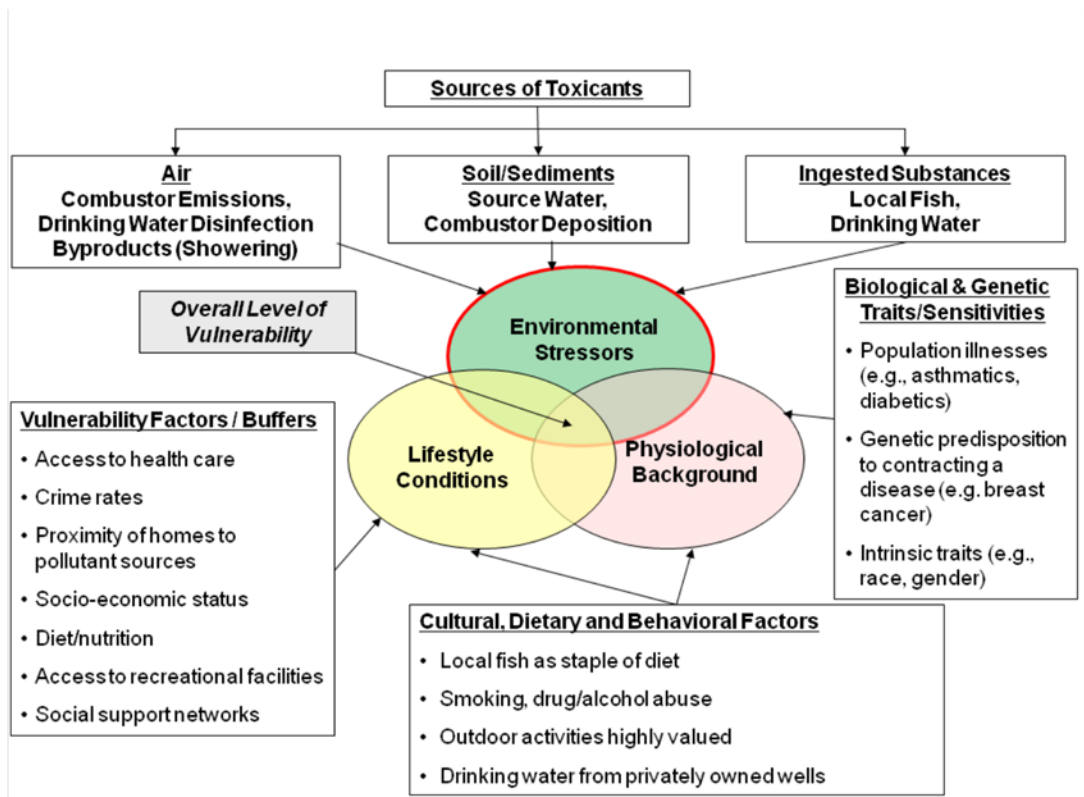 Sources of Toxicants
Air
Combustor Emissions,
Drinking Water Disinfection
Byproducts (Showering)
Soil/Sediments
Source Water,
Combustor Deposition
Ingested Substances
Local Fish,
Drinking Water
Overall Level of
Vulnerability
Environmental
Stressors
Lifestyle
Conditions
Physiological
Background
Biological & Genetic
Traits/Sensitivities
• Population illnesses
(e.g., asthmatics,
diabetics)
• Genetic predisposition
to contracting a
disease (e.g. breast
cancer)
• Intrinsic traits (e.g.,
race, gender)
Vulnerability Factors / Buffers
• Access to health care
• Crime rates
• Proximity of homes to
pollutant sources
• Socio-economic status
• Diet/nutrition
• Access to recreational facilities
• Social support networks
Cultural, Dietary and Behavioral Factors
• Local fish as staple of diet
• Smoking, drug/alcohol abuse
• Outdoor activities highly valued
• Drinking water from privately owned wells